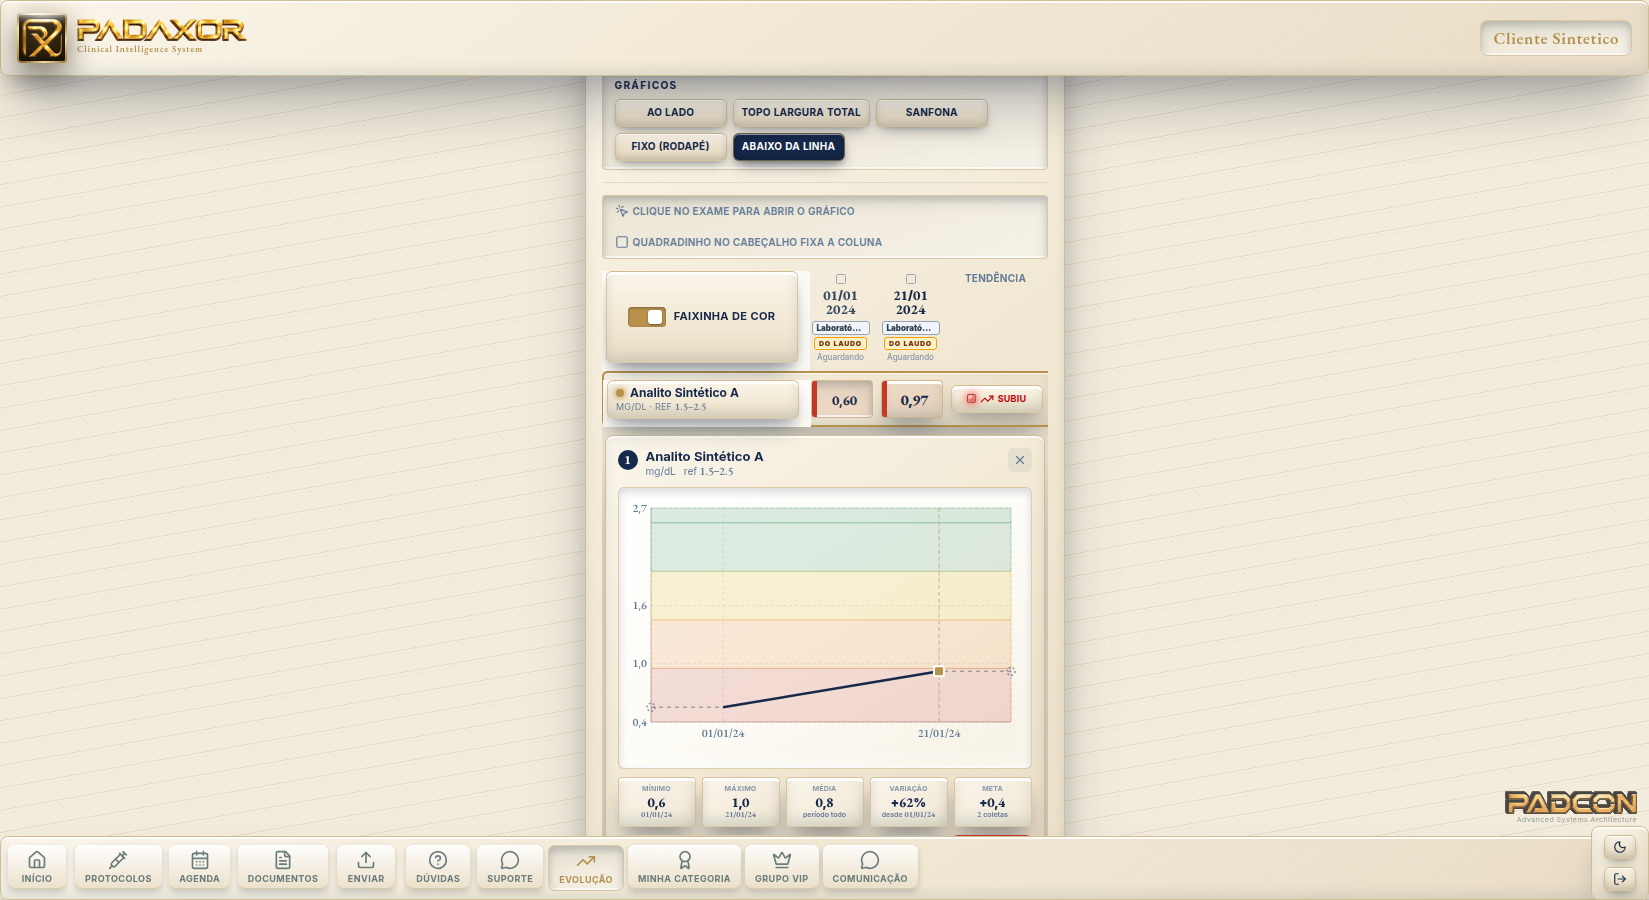 PADAXOR
Clinical Intelligence System
Cliente Sintetico
GRÁFICOS
AO LADO
TOPO LARGURA TOTAL
SANFONA
FIXO (RODAPÉ)
ABAIXO DA LINHA
CLIQUE NO EXAME PARA ABRIR O GRÁFICO
QUADRADINHO NO CABEÇALHO FIXA A COLUNA
FAIXINHA DE COR
01/01
2024
Laborató...
DO LAUDO
Aguardando
21/01
2024
Laborató...
DO LAUDO
Aguardando
TENDÊNCIA
Analito Sintético A
MG/DL · REF 1.5–2.5
0,60
0,97
SUBIU
1
Analito Sintético A
mg/dL ref 1.5–2.5
2,7
1,6
1,0
0,4
01/01/24
21/01/24
MÍNIMO
0,6
01/01/24
MÁXIMO
1,0
21/01/24
MÉDIA
0,8
período todo
VARIAÇÃO
+62%
desde 01/01/24
META
+0,4
2 coletas
PADCON
Advanced Systems Architecture
INÍCIO
PROTOCOLOS
AGENDA
DOCUMENTOS
ENVIAR
DÚVIDAS
SUPORTE
EVOLUÇÃO
MINHA CATEGORIA
GRUPO VIP
COMUNICAÇÃO